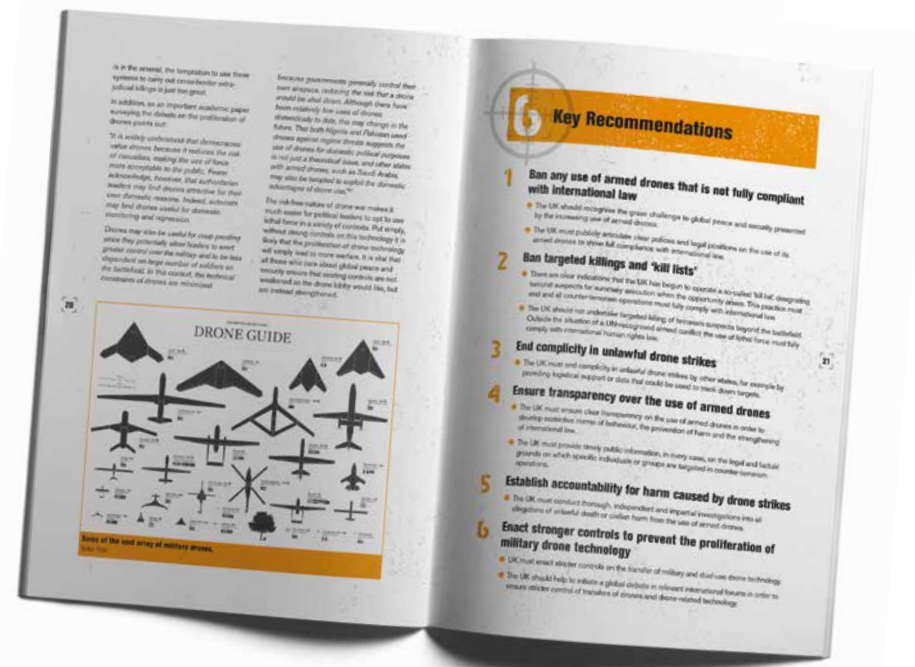 is in the arsenal, the temptation to use these
systems to carry out cross-border extra-
judicial killings is just too great.
In addition, as an important academic paper
surveying the debate on the proliferation of
drones points out:
"It is widely understood that democracies
value drones because it reduces the risk
of casualties, making the use of force
more acceptable to the public. Fewer
acknowledge, however, that authoritarian
leaders may find drones attractive for their
own domestic reasons. Indeed, autocrats
may find drones useful for domestic
monitoring and repression.
Drones may also be useful for coup proofing
since they potentially allow leaders to exert
greater control over the military and to be less
dependent on large number of soldiers on
the battlefield. In this context, the technical
constraints of drones are minimized
because governments generally control their
own airspace, reducing the risk that a drone
would be shot down. Although there have
been relatively few uses of drones
domestically to date, this may change in the
future. That both Nigeria and Pakistan used
drones against regime threats suggests the
use of drones for domestic political purposes
is not just a theoretical issue, and other states
with armed drones, such as Saudi Arabia,
may also be tempted to exploit the domestic
advantages of drone use."
The risk-free nature of drone war makes it
much easier for political leaders to opt to use
lethal force in a variety of contexts. Put simply,
without strong controls on this technology it is
likely that the proliferation of drone technology
will simply lead to more warfare. It is vital that
all those who care about global peace and
security ensure that existing controls are not
weakened as the drone lobby would like, but
are instead strengthened.
20
DRONE GUIDE
Some of the vast array of military drones.
6 Key Recommendations
1 Ban any use of armed drones that is not fully compliant
with international law
The UK should recognise the grave challenge to global peace and security presented
by the increasing use of armed drones.
The UK must publicly articulate clear policies and legal positions on the use of its
armed drones to show full compliance with international law.
2 Ban targeted killings and 'kill lists'
There are clear indications that the UK has begun to operate a so-called 'kill list', designating
terrorist suspects for summary execution when the opportunity arises. This practice must
end and all counter-terrorism operations must fully comply with international law.
The UK should not undertake targeted killing of terrorism suspects beyond the battlefield.
Outside the situation of a UN-recognised armed conflict the use of lethal force must fully
comply with international human rights law.
3 End complicity in unlawful drone strikes
The UK must end complicity in unlawful drone strikes by other states, for example by
providing logistical support or data that could be used to track down targets.
4 Ensure transparency over the use of armed drones
The UK must ensure clear transparency on the use of armed drones in order to
develop restrictive norms of behaviour, the prevention of harm and the strengthening
of international law.
The UK must provide timely public information, in every case, on the legal and factual
grounds on which specific individuals or groups are targeted in counter-terrorism
operations.
5 Establish accountability for harm caused by drone strikes
The UK must conduct thorough, independent and impartial investigations into all
allegations of unlawful death or civilian harm from the use of armed drones.
6 Enact stronger controls to prevent the proliferation of
military drone technology
UK must enact stricter controls on the transfer of military and dual-use drone technology
The UK should help to initiate a global debate in relevant international forums in order to
ensure stricter control of transfers of drones and drone-related technology.
21